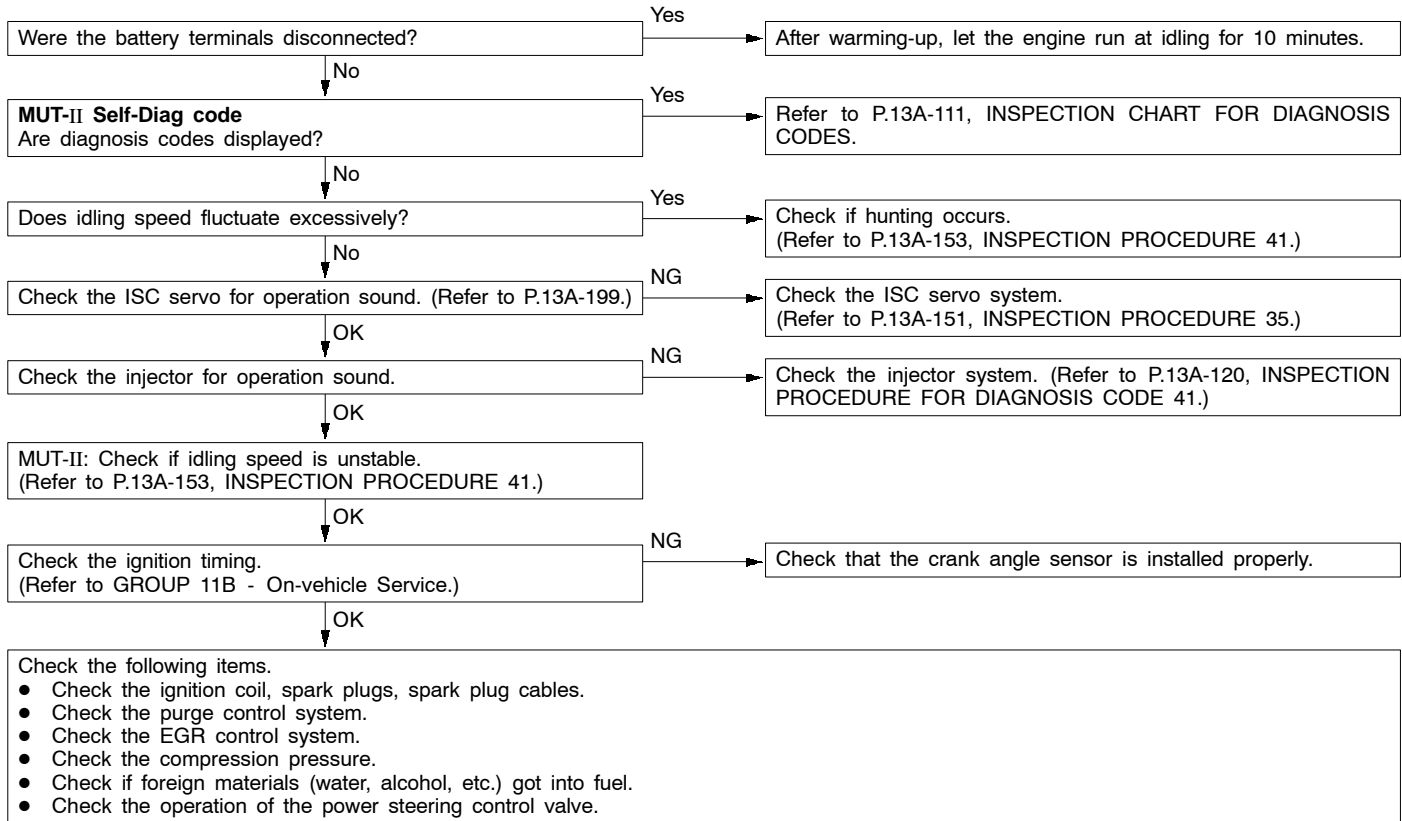 Were the battery terminals disconnected?
Yes
After warming-up, let the engine run at idling for 10 minutes.
No
MUT-II Self-Diag code
Are diagnosis codes displayed?
Yes
Refer to P.13A-111, INSPECTION CHART FOR DIAGNOSIS
CODES.
No
Does idling speed fluctuate excessively?
Yes
Check if hunting occurs.
(Refer to P.13A-153, INSPECTION PROCEDURE 41.)
No
Check the ISC servo for operation sound. (Refer to P.13A-199.)
NG
Check the ISC servo system.
(Refer to P.13A-151, INSPECTION PROCEDURE 35.)
OK
Check the injector for operation sound.
NG
Check the injector system. (Refer to P.13A-120, INSPECTION
PROCEDURE FOR DIAGNOSIS CODE 41.)
OK
MUT-II: Check if idling speed is unstable.
(Refer to P.13A-153, INSPECTION PROCEDURE 41.)
OK
Check the ignition timing.
(Refer to GROUP 11B - On-vehicle Service.)
NG
Check that the crank angle sensor is installed properly.
OK
Check the following items.
● Check the ignition coil, spark plugs, spark plug cables.
● Check the purge control system.
● Check the EGR control system.
● Check the compression pressure.
● Check if foreign materials (water, alcohol, etc.) got into fuel.
● Check the operation of the power steering control valve.